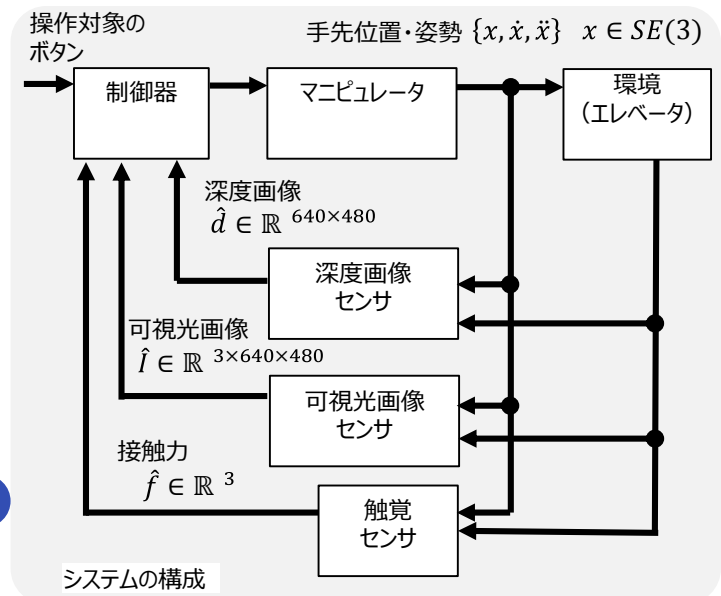 操作対象の
ボタン
手先位置・姿勢 {x, ẋ, ẍ} x ∈ SE(3)
制御器
マニピュレータ
環境
（エレベータ）
深度画像
d̂ ∈ ℝ 640×480
深度画像
センサ
可視光画像
Î ∈ ℝ 3×640×480
可視光画像
センサ
接触力
f̂ ∈ ℝ 3
触覚
センサ
システムの構成